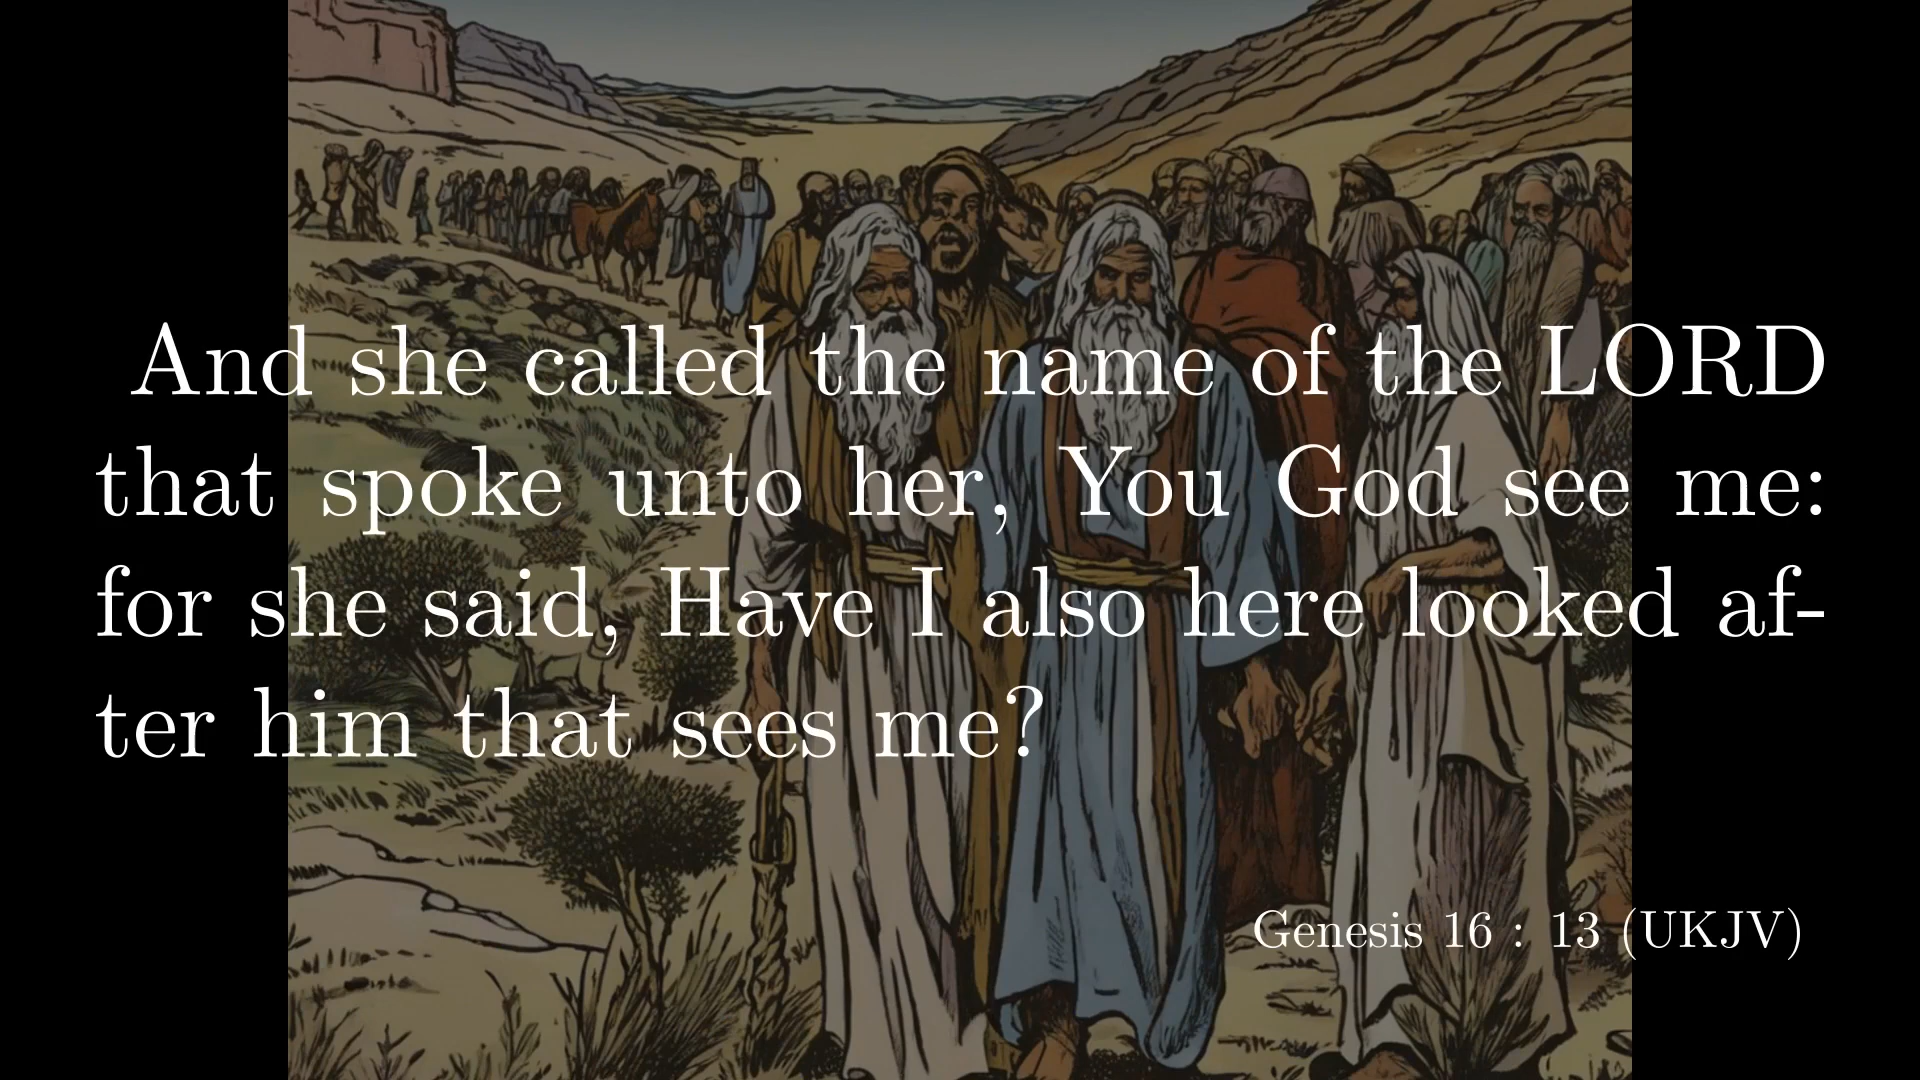 And she called the name of the LORD
that spoke unto her, You God see me:
for she said, Have I also here looked af-
ter him that sees me?
Genesis 16 : 13 (UKJV)